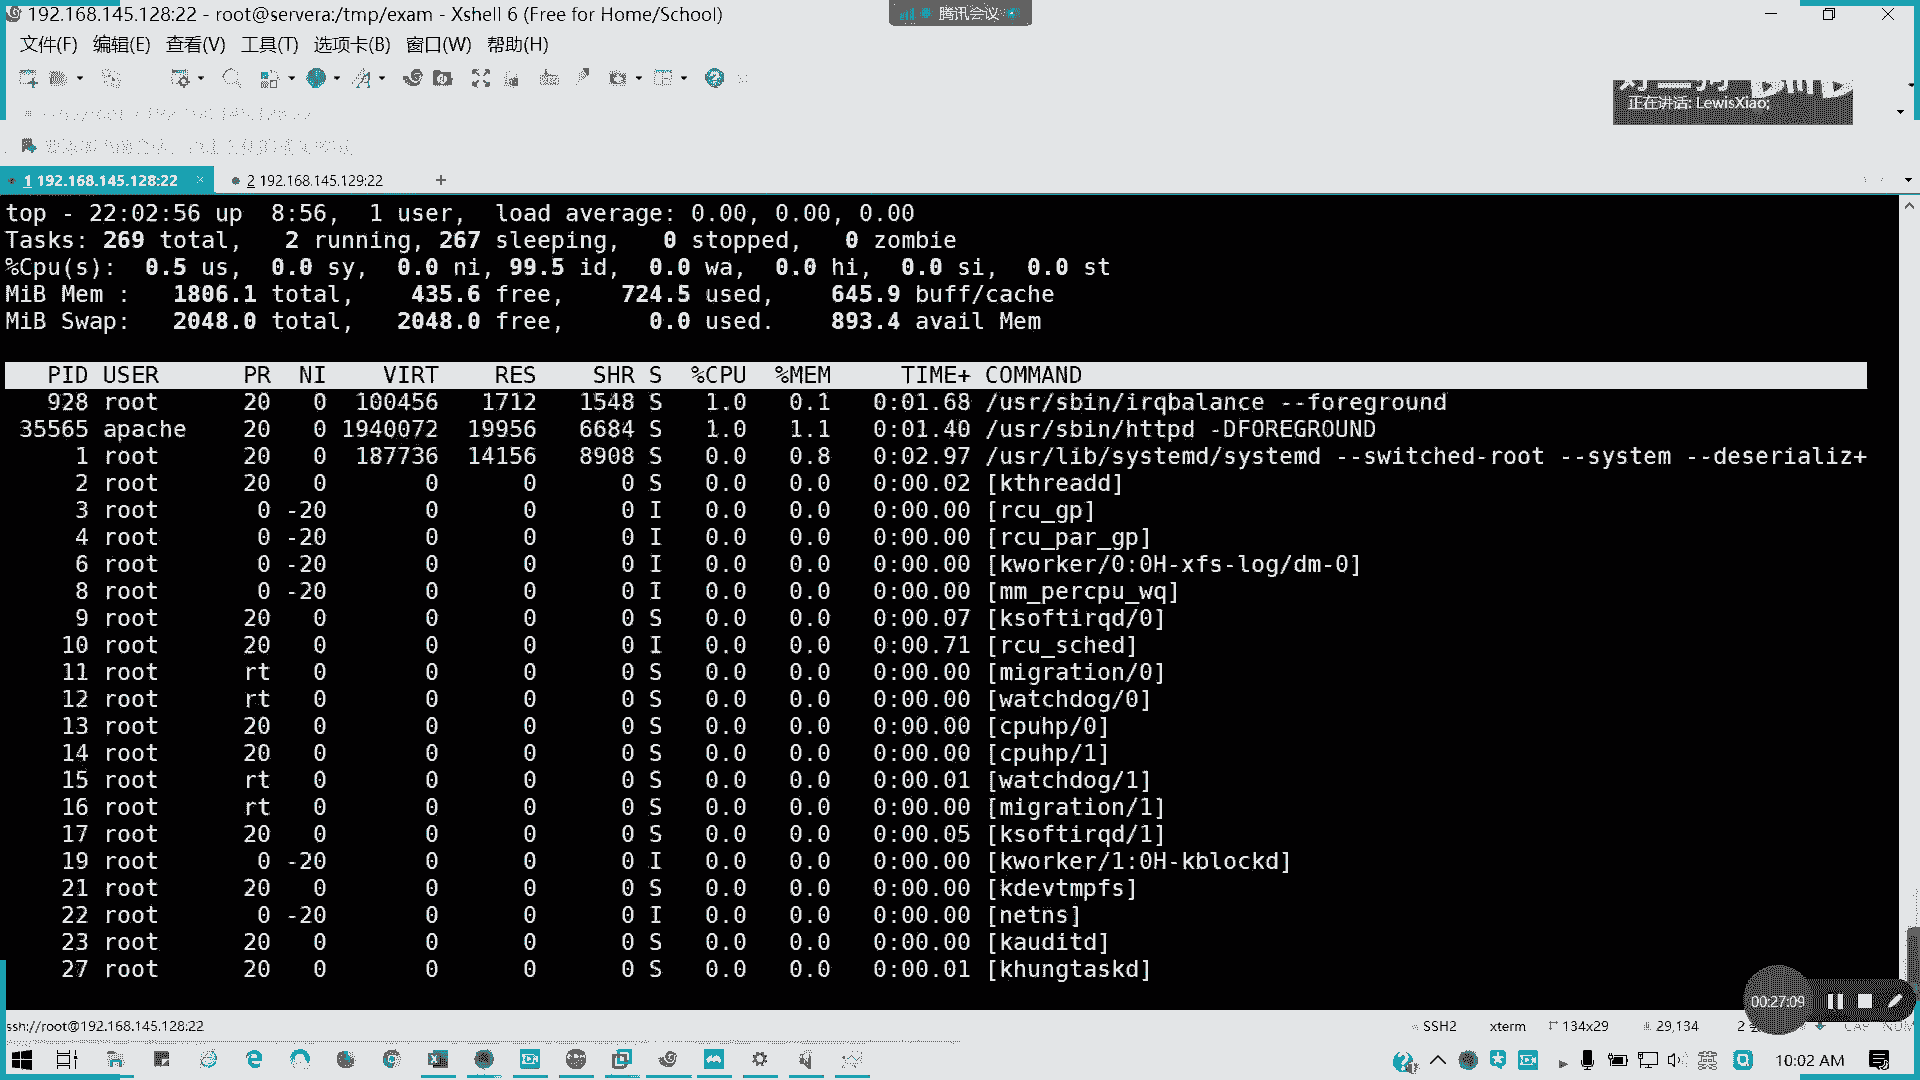 192.168.145.128:22 - root@servera:/tmp/exam - Xshell 6 (Free for Home/School)
腾讯会议
文件(F) 编辑(E) 查看(V) 工具(T) 选项卡(B) 窗口(W) 帮助(H)
正在讲话: LewisXiao;
1 192.168.145.128:22 × 2 192.168.145.129:22 +
top - 22:02:56 up  8:56,  1 user,  load average: 0.00, 0.00, 0.00
Tasks: 269 total,   2 running, 267 sleeping,   0 stopped,   0 zombie
%Cpu(s):  0.5 us,  0.0 sy,  0.0 ni, 99.5 id,  0.0 wa,  0.0 hi,  0.0 si,  0.0 st
MiB Mem :   1806.1 total,    435.6 free,    724.5 used,    645.9 buff/cache
MiB Swap:   2048.0 total,   2048.0 free,      0.0 used.    893.4 avail Mem
PID USER      PR  NI    VIRT    RES    SHR S  %CPU  %MEM     TIME+ COMMAND
928 root      20   0  100456   1712   1548 S   1.0   0.1   0:01.68 /usr/sbin/irqbalance --foreground
35565 apache    20   0 1940072  19956   6684 S   1.0   1.1   0:01.40 /usr/sbin/httpd -DFOREGROUND
1 root      20   0  187736  14156   8908 S   0.0   0.8   0:02.97 /usr/lib/systemd/systemd --switched-root --system --deserializ+
2 root      20   0       0      0      0 S   0.0   0.0   0:00.02 [kthreadd]
3 root       0 -20       0      0      0 I   0.0   0.0   0:00.00 [rcu_gp]
4 root       0 -20       0      0      0 I   0.0   0.0   0:00.00 [rcu_par_gp]
6 root       0 -20       0      0      0 I   0.0   0.0   0:00.00 [kworker/0:0H-xfs-log/dm-0]
8 root       0 -20       0      0      0 I   0.0   0.0   0:00.00 [mm_percpu_wq]
9 root      20   0       0      0      0 S   0.0   0.0   0:00.07 [ksoftirqd/0]
10 root      20   0       0      0      0 I   0.0   0.0   0:00.71 [rcu_sched]
11 root      rt   0       0      0      0 S   0.0   0.0   0:00.00 [migration/0]
12 root      rt   0       0      0      0 S   0.0   0.0   0:00.00 [watchdog/0]
13 root      20   0       0      0      0 S   0.0   0.0   0:00.00 [cpuhp/0]
14 root      20   0       0      0      0 S   0.0   0.0   0:00.00 [cpuhp/1]
15 root      rt   0       0      0      0 S   0.0   0.0   0:00.01 [watchdog/1]
16 root      rt   0       0      0      0 S   0.0   0.0   0:00.00 [migration/1]
17 root      20   0       0      0      0 S   0.0   0.0   0:00.05 [ksoftirqd/1]
19 root       0 -20       0      0      0 I   0.0   0.0   0:00.00 [kworker/1:0H-kblockd]
21 root      20   0       0      0      0 S   0.0   0.0   0:00.00 [kdevtmpfs]
22 root       0 -20       0      0      0 I   0.0   0.0   0:00.00 [netns]
23 root      20   0       0      0      0 S   0.0   0.0   0:00.00 [kauditd]
27 root      20   0       0      0      0 S   0.0   0.0   0:00.01 [khungtaskd]
00:27:09
ssh://root@192.168.145.128:22 SSH2 xterm 134x29 29,134 2 CAP NUM
10:02 AM